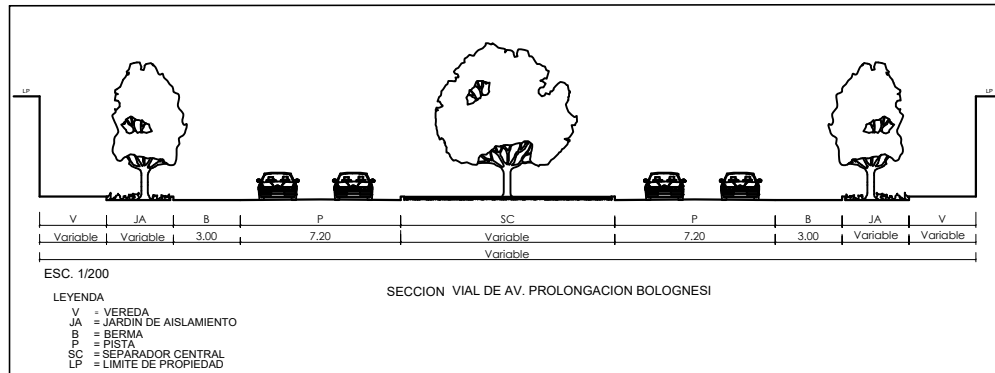 LP LP
V JA B P SC P B JA V
Variable Variable 3.00 7.20 Variable 7.20 3.00 Variable Variable
Variable
ESC. 1/200
SECCION VIAL DE AV. PROLONGACION BOLOGNESI
LEYENDA
V = VEREDA
JA = JARDIN DE AISLAMIENTO
B = BERMA
P = PISTA
SC = SEPARADOR CENTRAL
LP = LIMITE DE PROPIEDAD